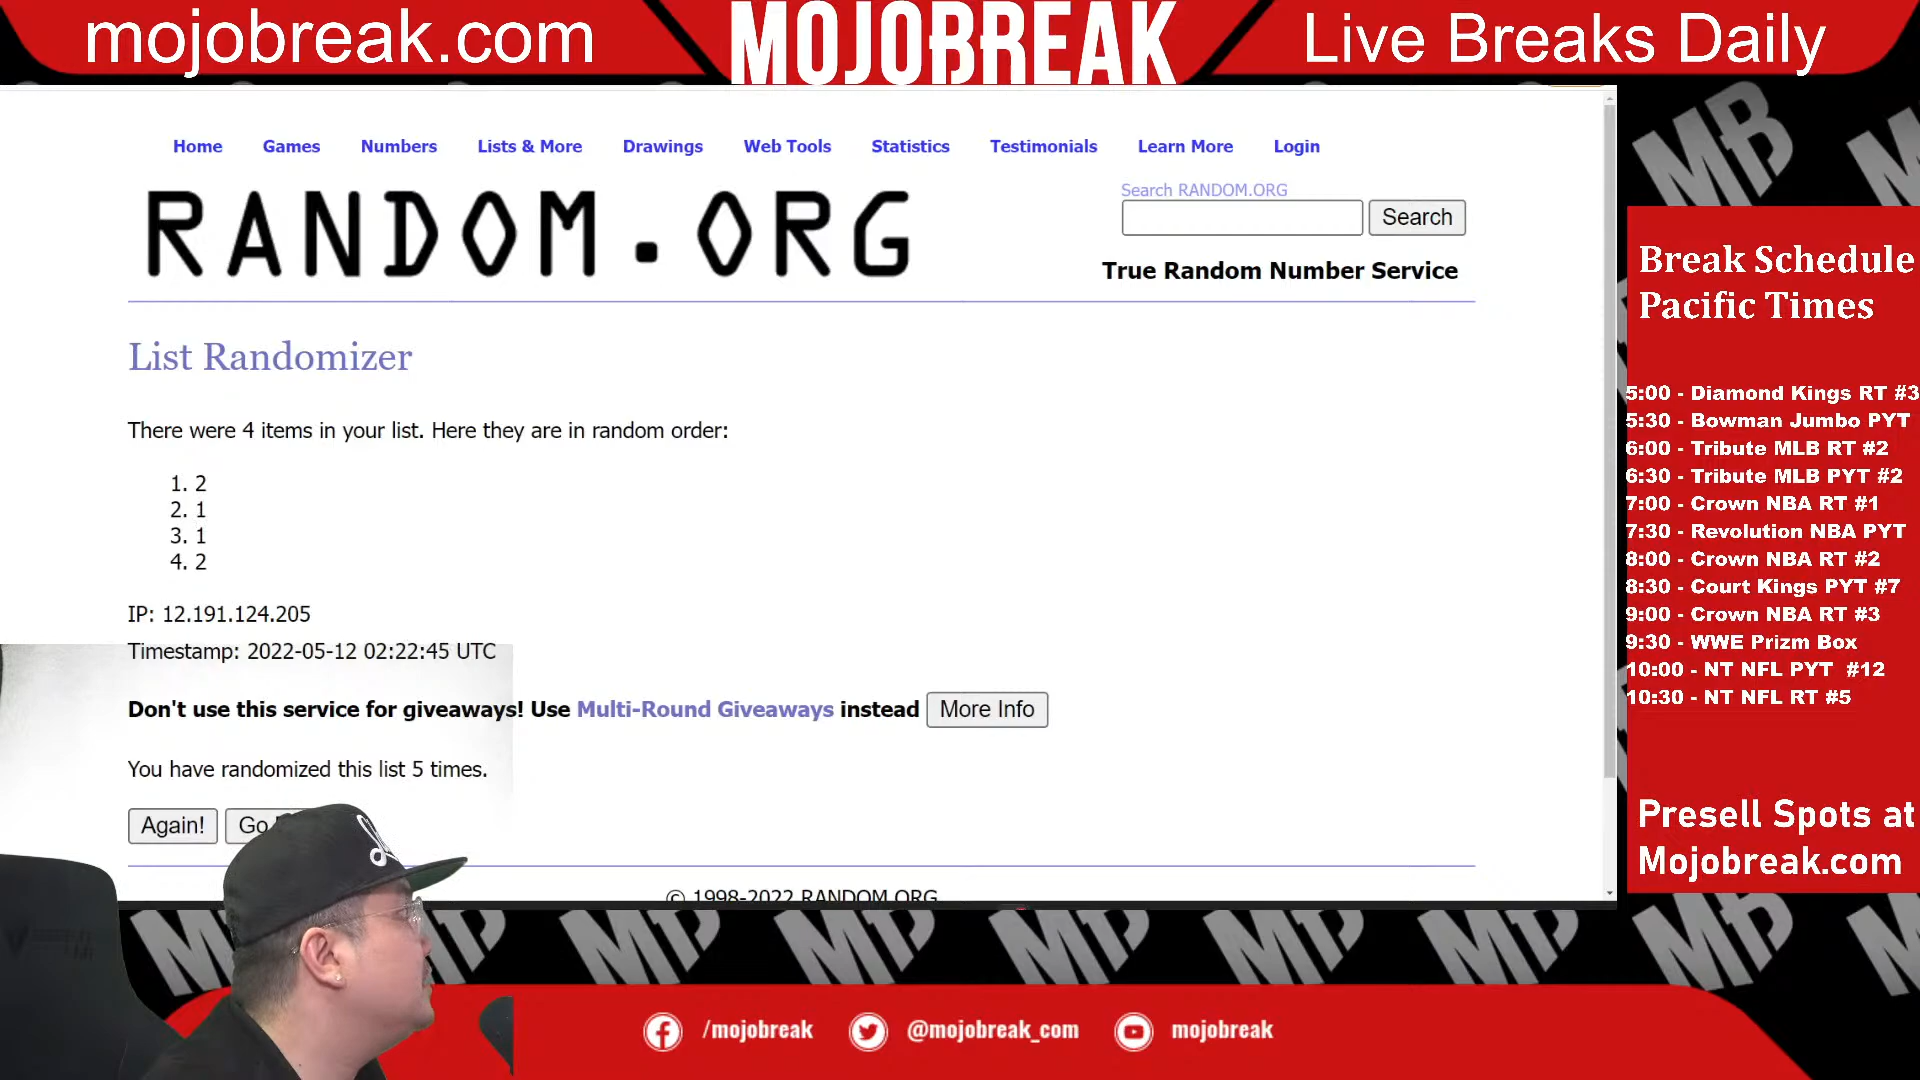 mojobreak.com
MOJOBREAK
Live Breaks Daily
Home Games Numbers Lists & More Drawings Web Tools Statistics Testimonials Learn More Login
RANDOM.ORG
Search RANDOM.ORG
Search
True Random Number Service
List Randomizer
There were 4 items in your list. Here they are in random order:
1. 2
2. 1
3. 1
4. 2
IP: 12.191.124.205
Timestamp: 2022-05-12 02:22:45 UTC
Don't use this service for giveaways! Use Multi-Round Giveaways instead More Info
You have randomized this list 5 times.
Again! Go
© 1998-2022 RANDOM.ORG
Break Schedule
Pacific Times
5:00 - Diamond Kings RT #3
5:30 - Bowman Jumbo PYT
6:00 - Tribute MLB RT #2
6:30 - Tribute MLB PYT #2
7:00 - Crown NBA RT #1
7:30 - Revolution NBA PYT
8:00 - Crown NBA RT #2
8:30 - Court Kings PYT #7
9:00 - Crown NBA RT #3
9:30 - WWE Prizm Box
10:00 - NT NFL PYT #12
10:30 - NT NFL RT #5
Presell Spots at
Mojobreak.com
/mojobreak
@mojobreak_com
mojobreak